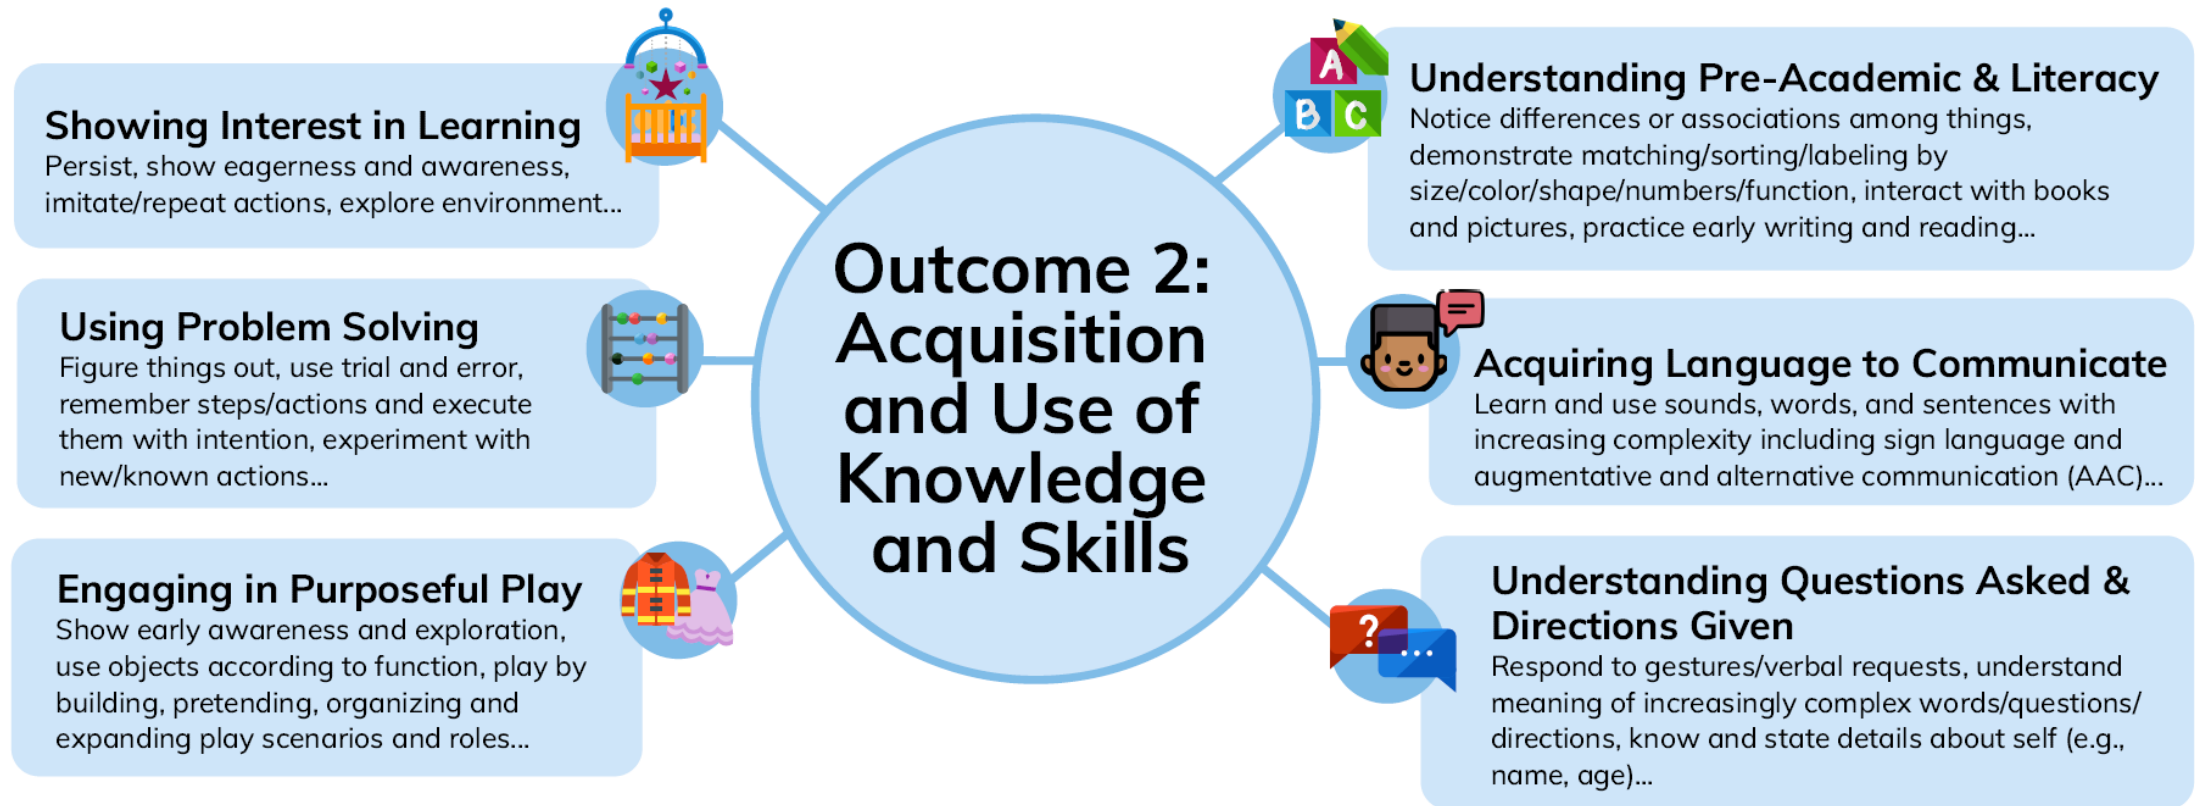 Showing Interest in Learning
Persist, show eagerness and awareness,
imitate/repeat actions, explore environment...
Using Problem Solving
Figure things out, use trial and error,
remember steps/actions and execute
them with intention, experiment with
new/known actions...
Engaging in Purposeful Play
Show early awareness and exploration,
use objects according to function, play by
building, pretending, organizing and
expanding play scenarios and roles...
Outcome 2:
Acquisition
and Use of
Knowledge
and Skills
A
B C
Understanding Pre-Academic & Literacy
Notice differences or associations among things,
demonstrate matching/sorting/labeling by
size/color/shape/numbers/function, interact with books
and pictures, practice early writing and reading...
Acquiring Language to Communicate
Learn and use sounds, words, and sentences with
increasing complexity including sign language and
augmentative and alternative communication (AAC)...
?
...
Understanding Questions Asked &
Directions Given
Respond to gestures/verbal requests, understand
meaning of increasingly complex words/questions/
directions, know and state details about self (e.g.,
name, age)...